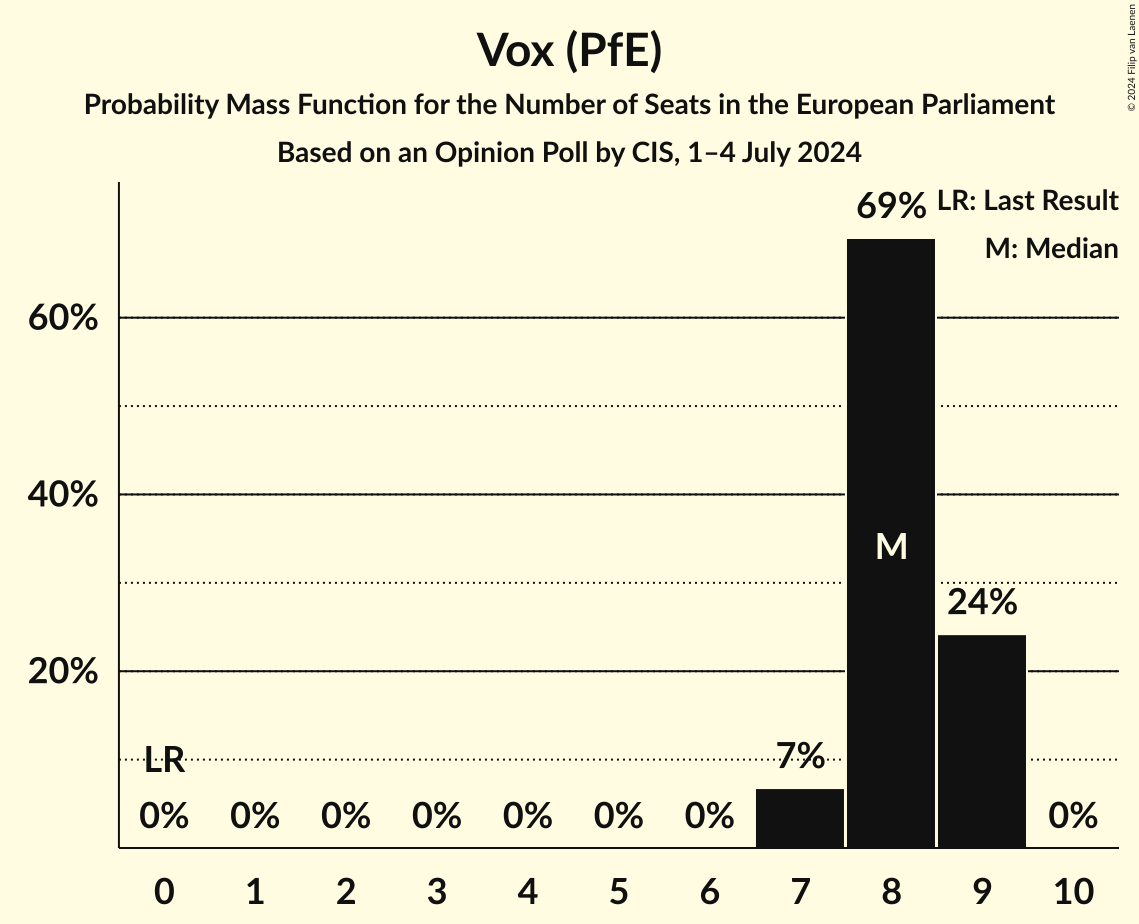 Vox (PfE)
Probability Mass Function for the Number of Seats in the European Parliament
Based on an Opinion Poll by CIS, 1–4 July 2024
© 2024 Filip van Laenen
LR: Last Result
M: Median
69%
60%
40%
M
24%
20%
LR
7%
0% 0% 0% 0% 0% 0% 0% 0%
0 1 2 3 4 5 6 7 8 9 10